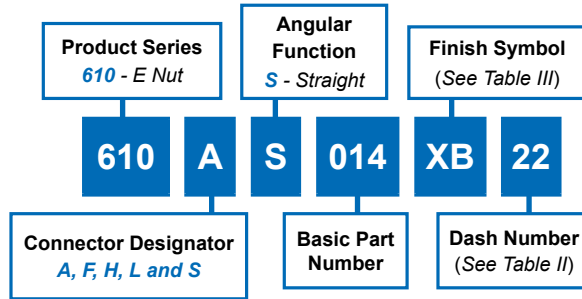 Product Series
610 - E Nut
Angular
Function
S - Straight
Finish Symbol
(See Table III)
610 A S 014 XB 22
Connector Designator
A, F, H, L and S
Basic Part
Number
Dash Number
(See Table II)